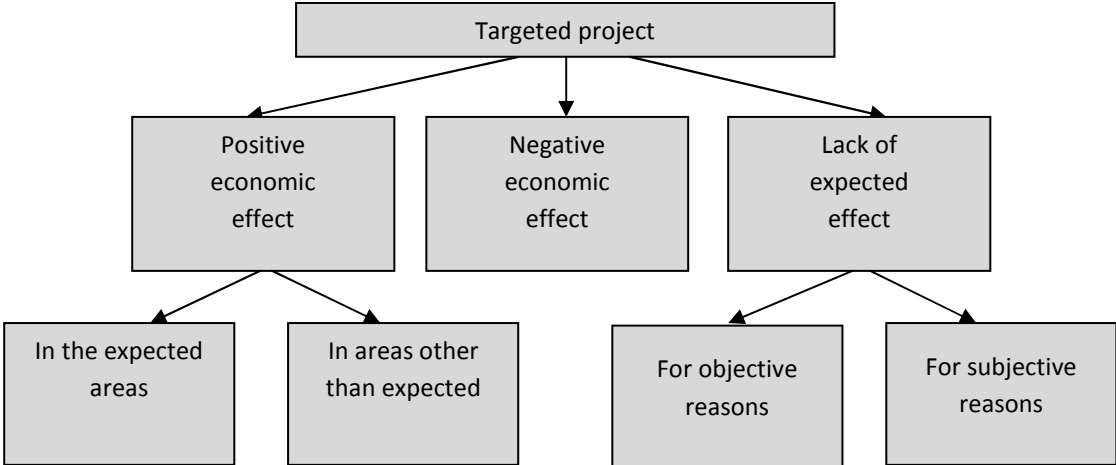 Targeted project
Positive
economic
effect
Negative
economic
effect
Lack of
expected
effect
In the expected
areas
In areas other
than expected
For objective
reasons
For subjective
reasons